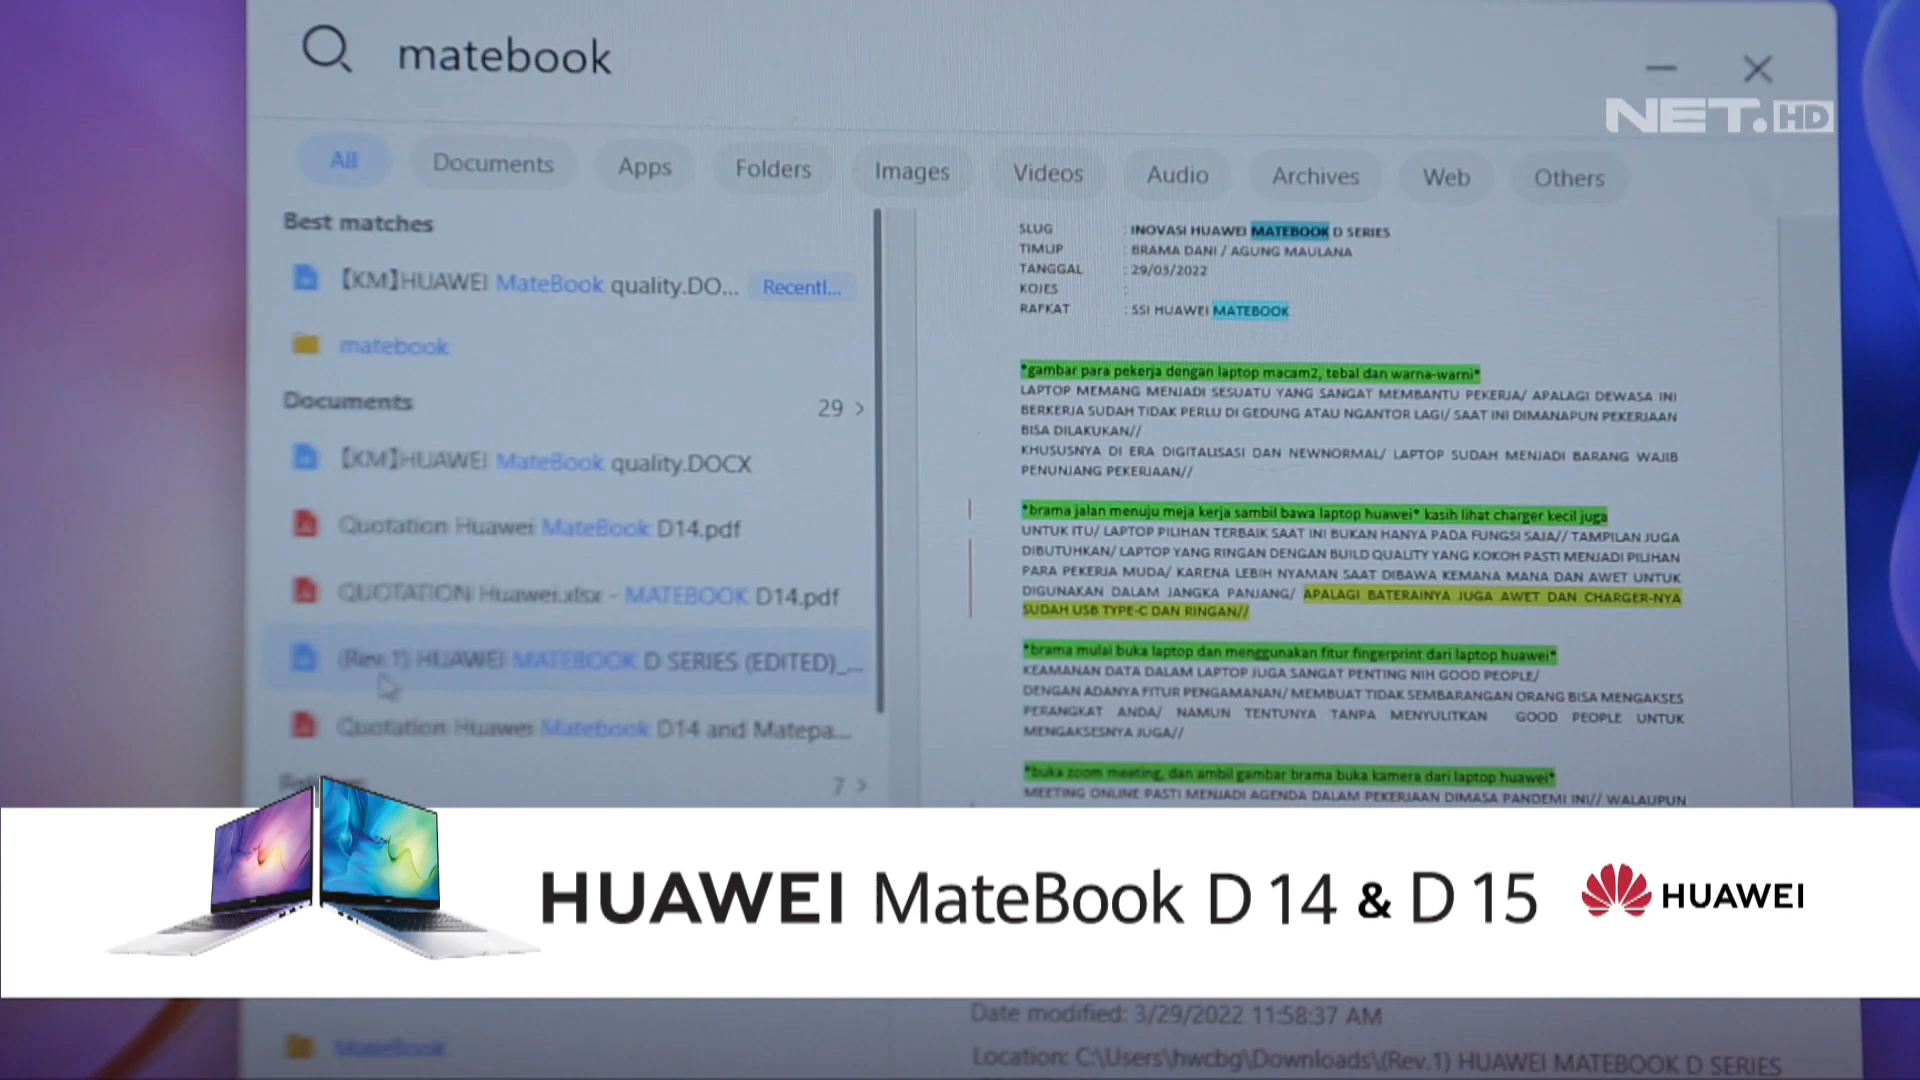 matebook
NET.HD
All Documents Apps Folders Images Videos Audio Archives Web Others
Best matches
【KM】HUAWEI MateBook quality.DO... Recentl...
matebook
Documents 29 >
【KM】HUAWEI MateBook quality.DOCX
Quotation Huawei MateBook D14.pdf
QUOTATION Huawei.xlsx - MATEBOOK D14.pdf
(Rev.1) HUAWEI MATEBOOK D SERIES (EDITED)_...
Quotation Huawei Matebook D14 and Matepa...
7 >
MateBook
SLUG : INOVASI HUAWEI MATEBOOK D SERIES
TIMUP : BRAMA DANI / AGUNG MAULANA
TANGGAL : 29/03/2022
KOJES :
RAFKAT : SSI HUAWEI MATEBOOK
*gambar para pekerja dengan laptop macam2, tebal dan warna-warni*
LAPTOP MEMANG MENJADI SESUATU YANG SANGAT MEMBANTU PEKERJA/ APALAGI DEWASA INI
BERKERJA SUDAH TIDAK PERLU DI GEDUNG ATAU NGANTOR LAGI/ SAAT INI DIMANAPUN PEKERJAAN
BISA DILAKUKAN//
KHUSUSNYA DI ERA DIGITALISASI DAN NEWNORMAL/ LAPTOP SUDAH MENJADI BARANG WAJIB
PENUNJANG PEKERJAAN//
*brama jalan menuju meja kerja sambil bawa laptop huawei* kasih lihat charger kecil juga
UNTUK ITU/ LAPTOP PILIHAN TERBAIK SAAT INI BUKAN HANYA PADA FUNGSI SAJA// TAMPILAN JUGA
DIBUTUHKAN/ LAPTOP YANG RINGAN DENGAN BUILD QUALITY YANG KOKOH PASTI MENJADI PILIHAN
PARA PEKERJA MUDA/ KARENA LEBIH NYAMAN SAAT DIBAWA KEMANA MANA DAN AWET UNTUK
DIGUNAKAN DALAM JANGKA PANJANG/ APALAGI BATERAINYA JUGA AWET DAN CHARGER-NYA
SUDAH USB TYPE-C DAN RINGAN//
*brama mulai buka laptop dan menggunakan fitur fingerprint dari laptop huawei*
KEAMANAN DATA DALAM LAPTOP JUGA SANGAT PENTING NIH GOOD PEOPLE/
DENGAN ADANYA FITUR PENGAMANAN/ MEMBUAT TIDAK SEMBARANGAN ORANG BISA MENGAKSES
PERANGKAT ANDA/ NAMUN TENTUNYA TANPA MENYULITKAN GOOD PEOPLE UNTUK
MENGAKSESNYA JUGA//
*buka zoom meeting, dan ambil gambar brama buka kamera dari laptop huawei*
MEETING ONLINE PASTI MENJADI AGENDA DALAM PEKERJAAN DIMASA PANDEMI INI// WALAUPUN
HUAWEI MateBook D 14 & D 15
HUAWEI
Date modified: 3/29/2022 11:58:37 AM
Location: C:\Users\hwcbg\Downloads\(Rev.1) HUAWEI MATEBOOK D SERIES